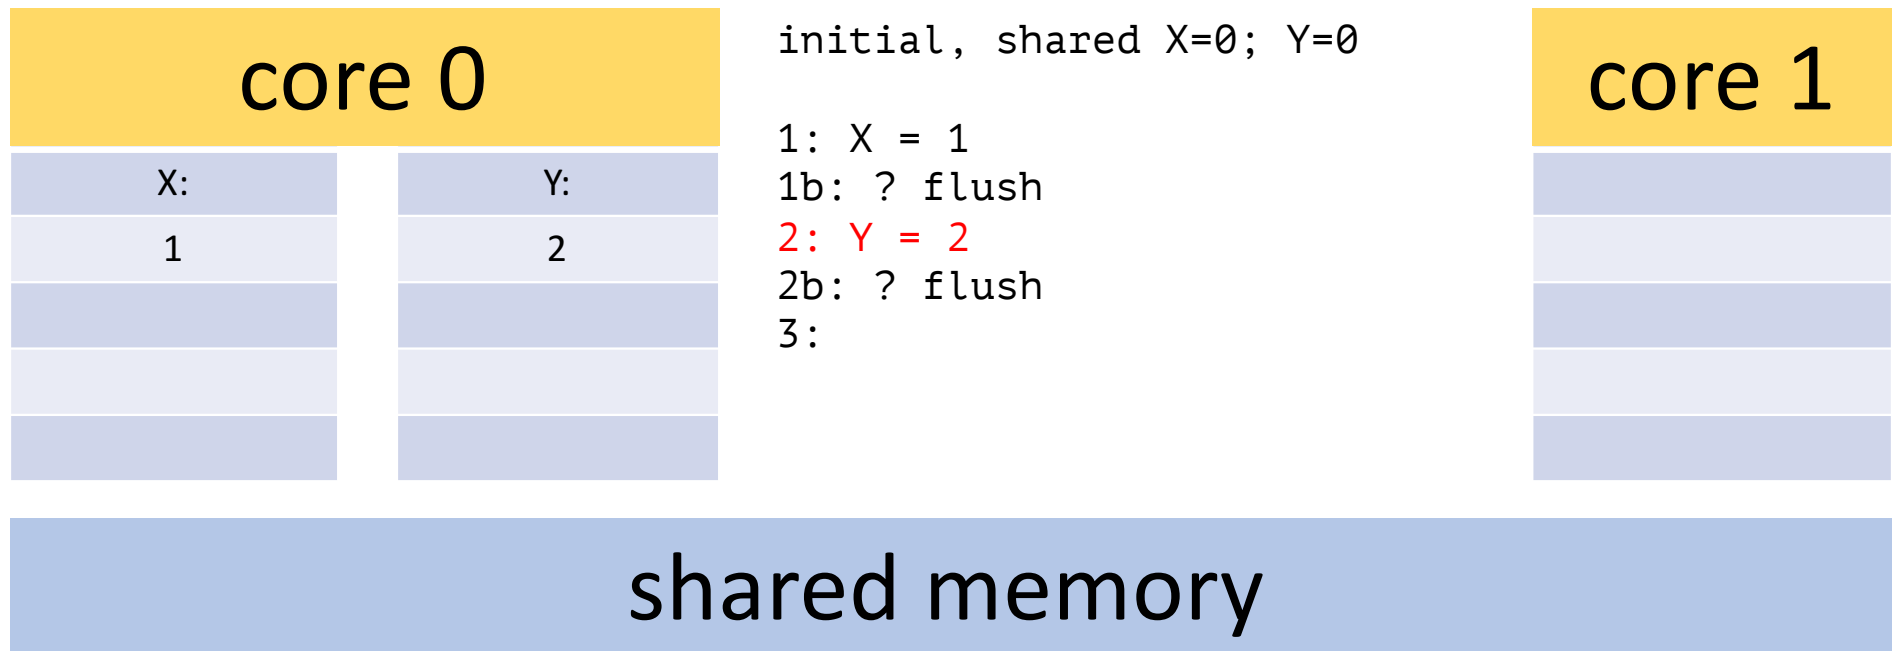 core 0
X:
Y:
1
2
initial, shared X=0; Y=0
1: X = 1
1b: ? flush
2: Y = 2
2b: ? flush
3:
core 1
shared memory